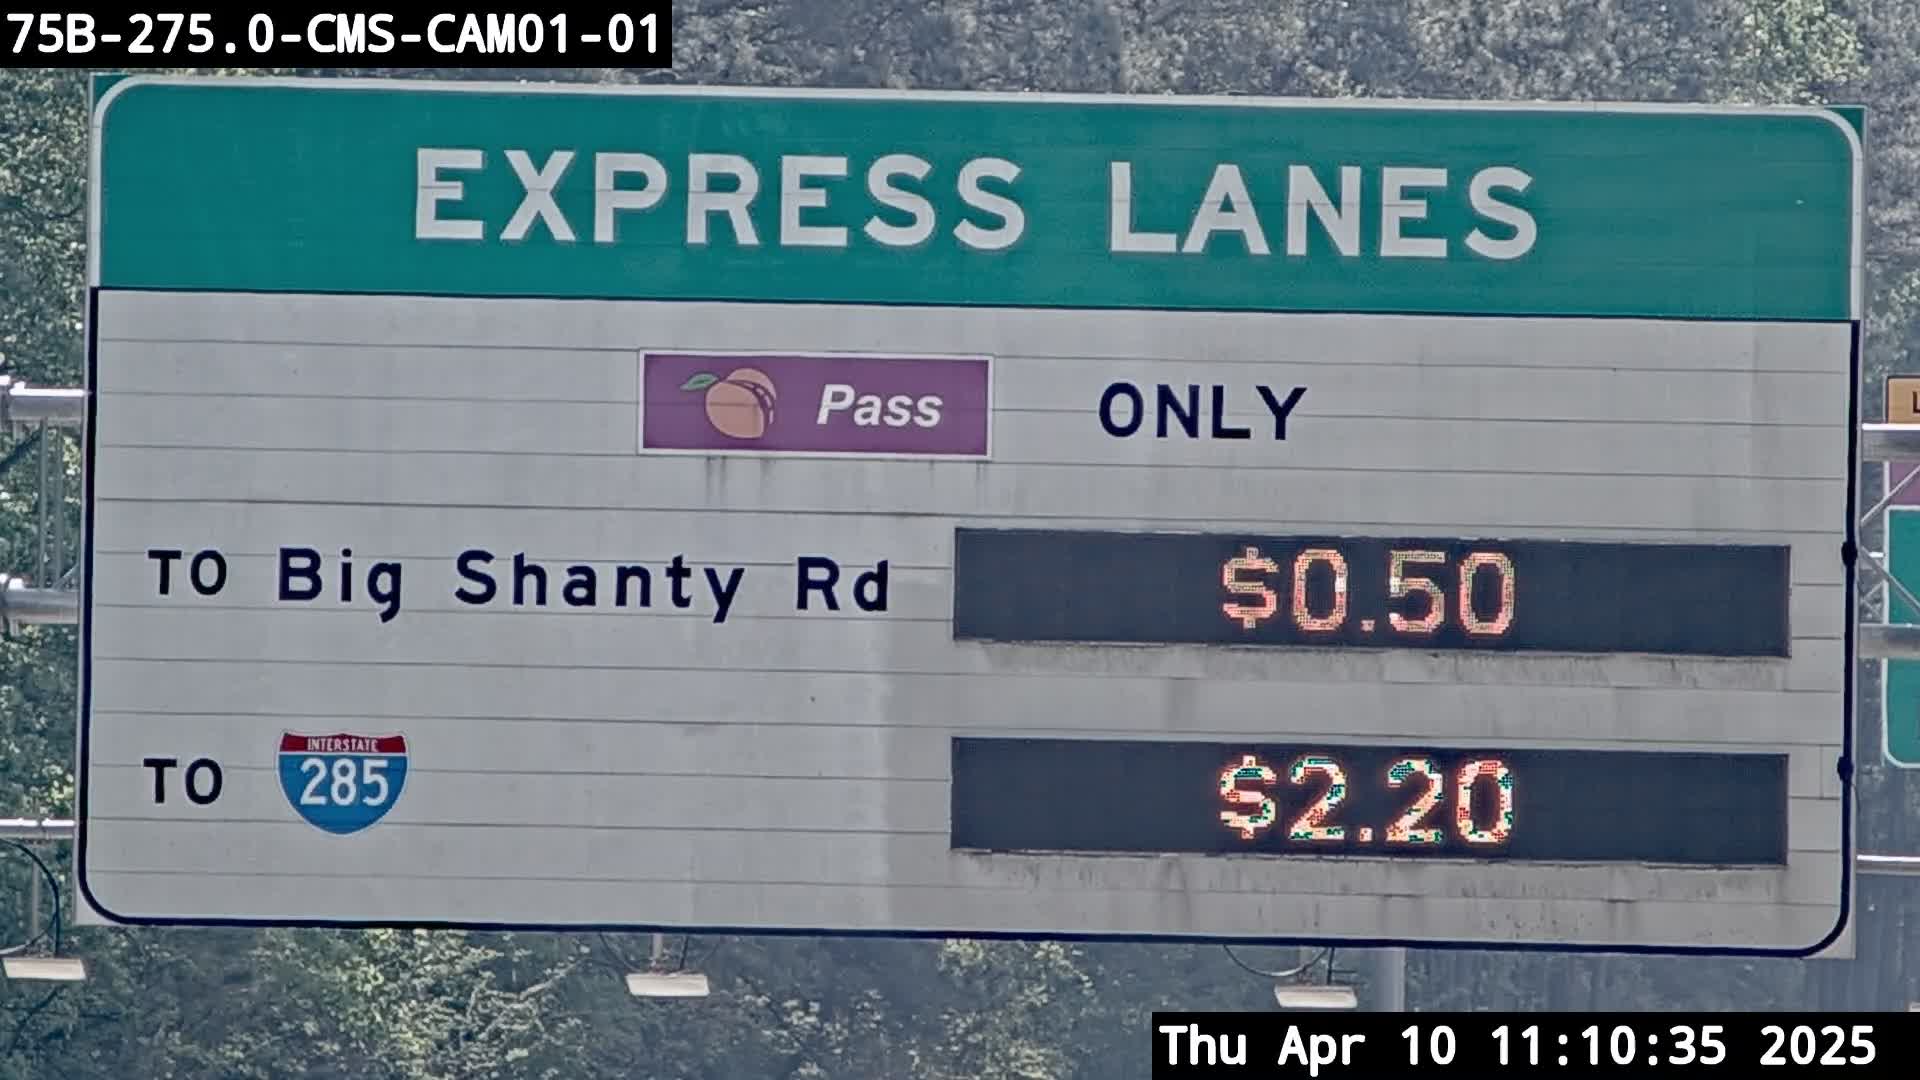 75B-275.0-CMS-CAM01-01
EXPRESS LANES
Pass ONLY
TO Big Shanty Rd $0.50
TO INTERSTATE 285 $2.20
Thu Apr 10 11:10:35 2025